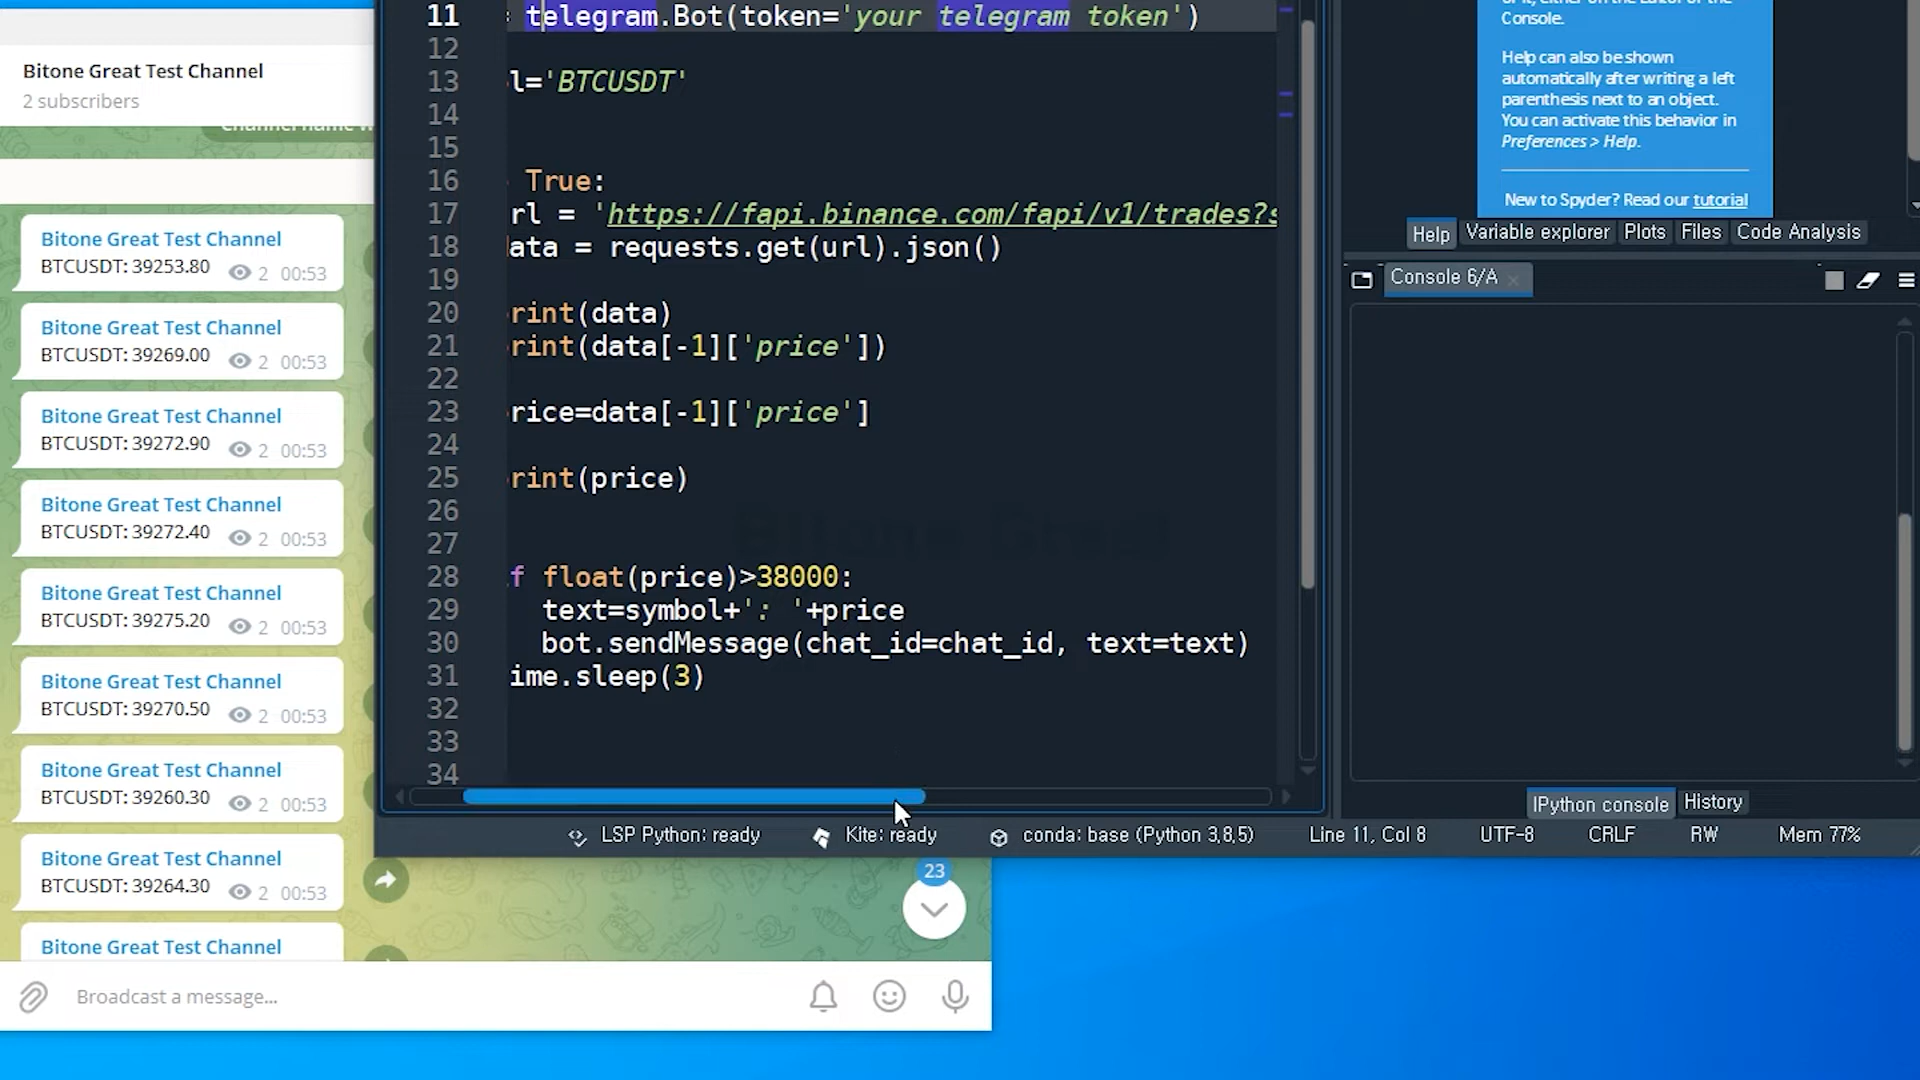 Bitone Great Test Channel
2 subscribers
Bitone Great Test Channel
BTCUSDT: 39253.80 2 00:53
Bitone Great Test Channel
BTCUSDT: 39269.00 2 00:53
Bitone Great Test Channel
BTCUSDT: 39272.90 2 00:53
Bitone Great Test Channel
BTCUSDT: 39272.40 2 00:53
Bitone Great Test Channel
BTCUSDT: 39275.20 2 00:53
Bitone Great Test Channel
BTCUSDT: 39270.50 2 00:53
Bitone Great Test Channel
BTCUSDT: 39260.30 2 00:53
Bitone Great Test Channel
BTCUSDT: 39264.30 2 00:53
Bitone Great Test Channel
23
Broadcast a message...
11 = telegram.Bot(token='your telegram token')
12
13 l='BTCUSDT'
14
15
16 True:
17 rl = 'https://fapi.binance.com/fapi/v1/trades?s
18 ata = requests.get(url).json()
19
20 rint(data)
21 rint(data[-1]['price'])
22
23 rice=data[-1]['price']
24
25 rint(price)
26
27
28 f float(price)>38000:
29 text=symbol+': '+price
30 bot.sendMessage(chat_id=chat_id, text=text)
31 ime.sleep(3)
32
33
34
Console.
Help can also be shown
automatically after writing a left
parenthesis next to an object.
You can activate this behavior in
Preferences > Help.
New to Spyder? Read our tutorial
Help Variable explorer Plots Files Code Analysis
Console 6/A
IPython console History
LSP Python: ready Kite: ready conda: base (Python 3.8.5) Line 11, Col 8 UTF-8 CRLF RW Mem 77%